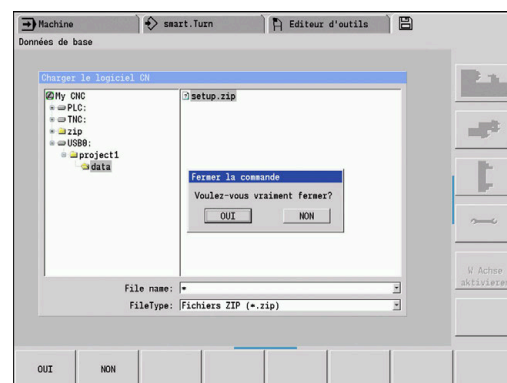 Machine
smart.Turn
Editeur d'outils
Données de base
Charger le logiciel CN
My CNC
PLC:
TNC:
zip
USB0:
project1
data
setup.zip
Fermer la commande
Voulez-vous vraiment fermer?
OUI
NON
File name: *
FileType: Fichiers ZIP (*.zip)
W Achse
aktivieren
OUI
NON